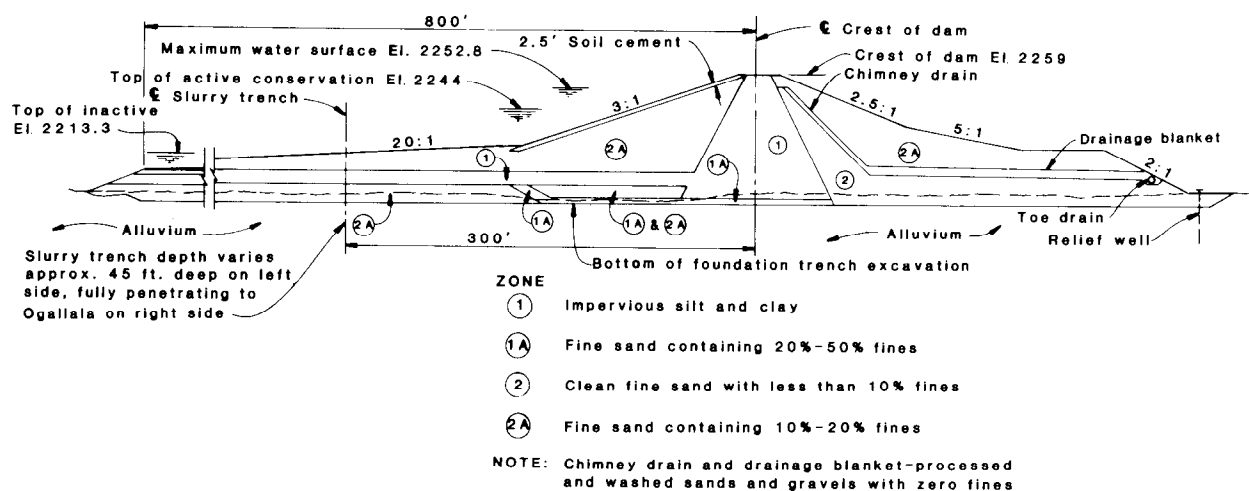 800'
℄ Crest of dam
Maximum water surface El. 2252.8
2.5' Soil cement
Crest of dam El. 2259
Top of active conservation El. 2244
Chimney drain
℄ Slurry trench
Top of inactive
El. 2213.3
3:1
2.5:1
5:1
20:1
2A
2A
Drainage blanket
1
1A
1
2
2:1
2A
1A
1A & 2A
Toe drain
Relief well
Alluvium
300'
Alluvium
Bottom of foundation trench excavation
Slurry trench depth varies
approx. 45 ft. deep on left
side, fully penetrating to
Ogallala on right side
ZONE
1 Impervious silt and clay
1A Fine sand containing 20%-50% fines
2 Clean fine sand with less than 10% fines
2A Fine sand containing 10%-20% fines
NOTE: Chimney drain and drainage blanket-processed
and washed sands and gravels with zero fines